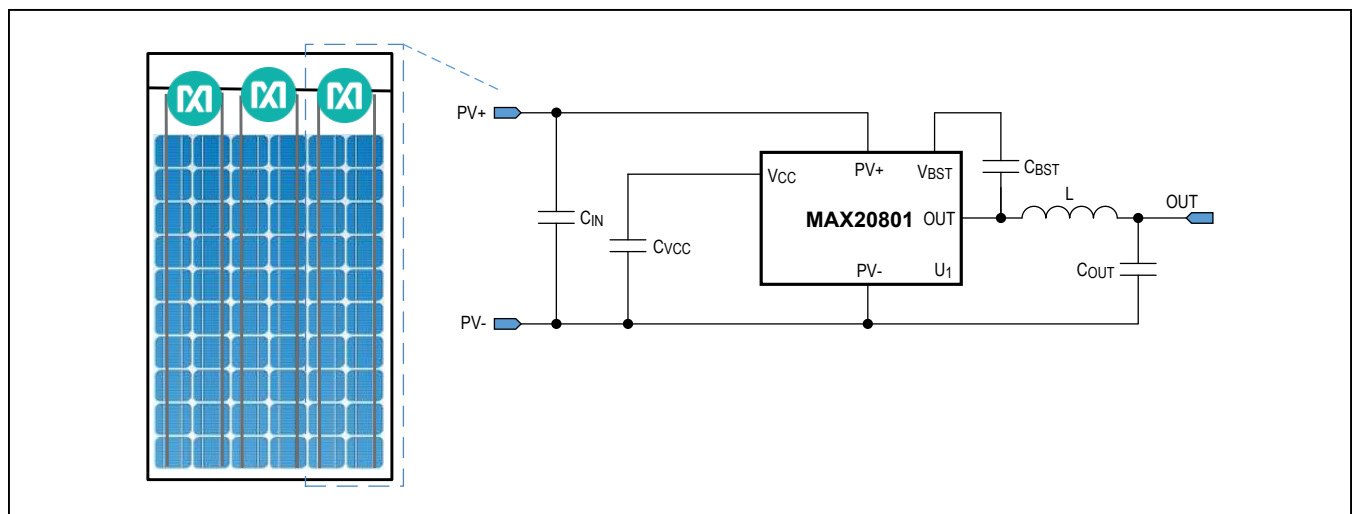 PV+
PV-
CIN
CVCC
VCC
PV+
VBST
MAX20801
OUT
PV-
U1
CBST
L
OUT
COUT